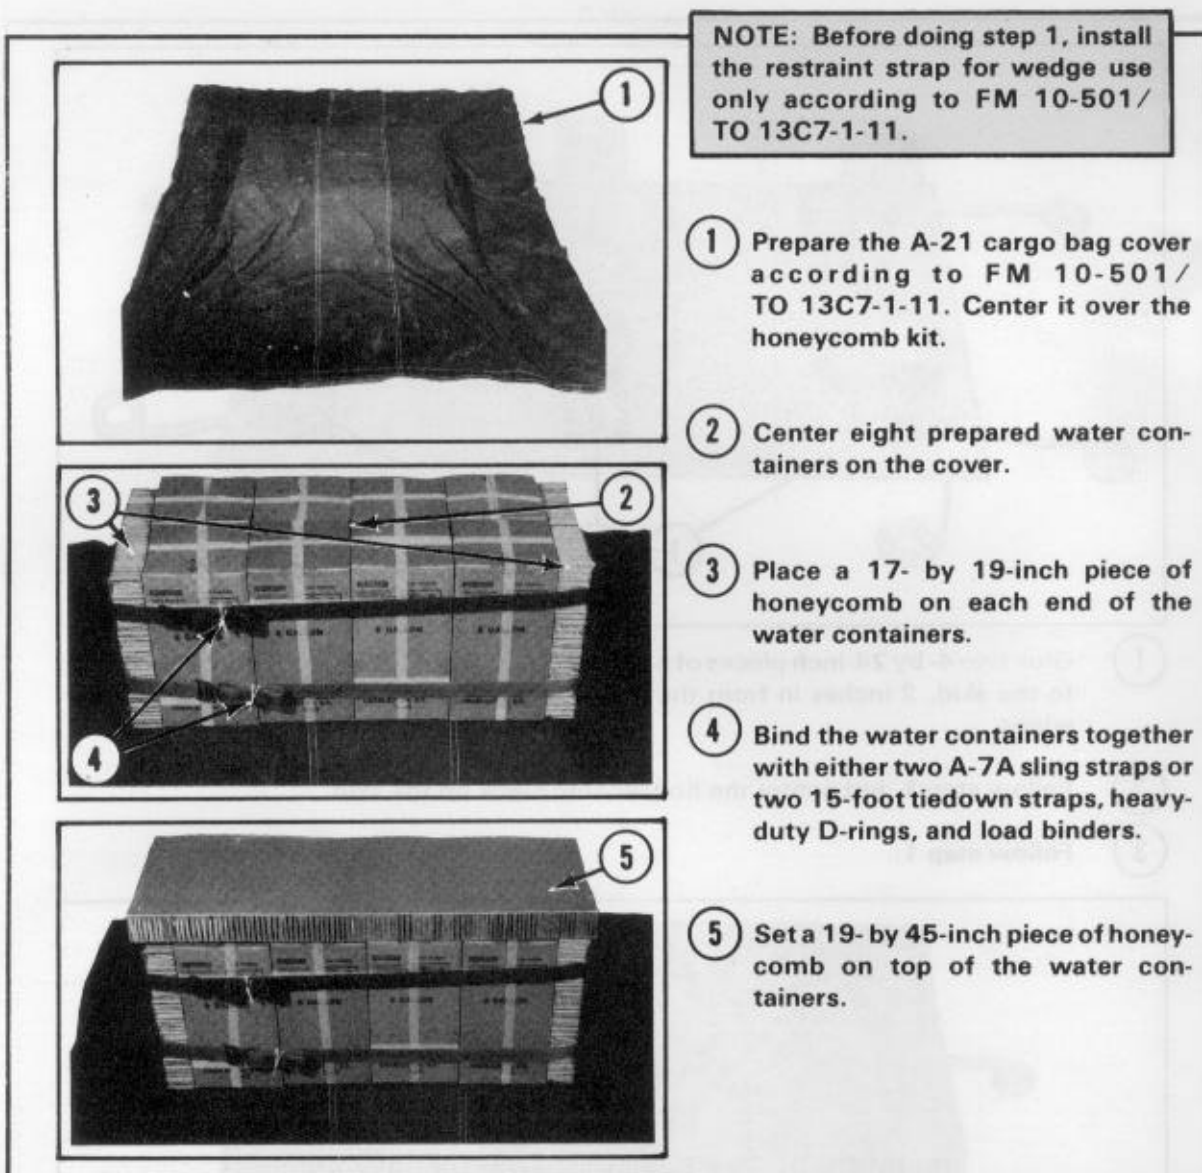 NOTE: Before doing step 1, install
the restraint strap for wedge use
only according to FM 10-501/
TO 13C7-1-11.
1
1 Prepare the A-21 cargo bag cover
according to FM 10-501/
TO 13C7-1-11. Center it over the
honeycomb kit.
2 Center eight prepared water con-
tainers on the cover.
3
2
4
3 Place a 17- by 19-inch piece of
honeycomb on each end of the
water containers.
4 Bind the water containers together
with either two A-7A sling straps or
two 15-foot tiedown straps, heavy-
duty D-rings, and load binders.
5
5 Set a 19- by 45-inch piece of honey-
comb on top of the water con-
tainers.